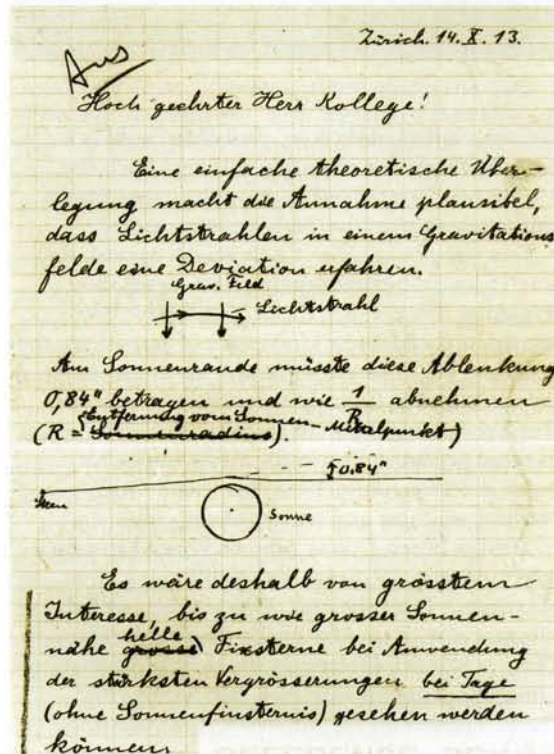 Zürich. 14. X. 13.
Aus
Hoch geehrter Herr Kollege!
Eine einfache theoretische Über-
legung macht die Annahme plausibel,
dass Lichtstrahlen in einem Gravitations
felde eine Deviation erfahren.
Grav. Feld
Lichtstrahl
Am Sonnenrande müsste diese Ablenkung
0,84" betragen und wie 1/R abnehmen
Entfernung vom Sonnen-Mittelpunkt)
(R = Sonnenradius).
0.84"
Stern
Sonne
Es wäre deshalb von grösstem
Interesse, bis zu wie grosser Sonnen-
helle
nähe grosse Fixsterne bei Anwendung
der stärksten Vergrösserungen bei Tage
(ohne Sonnenfinsternis) gesehen werden
können